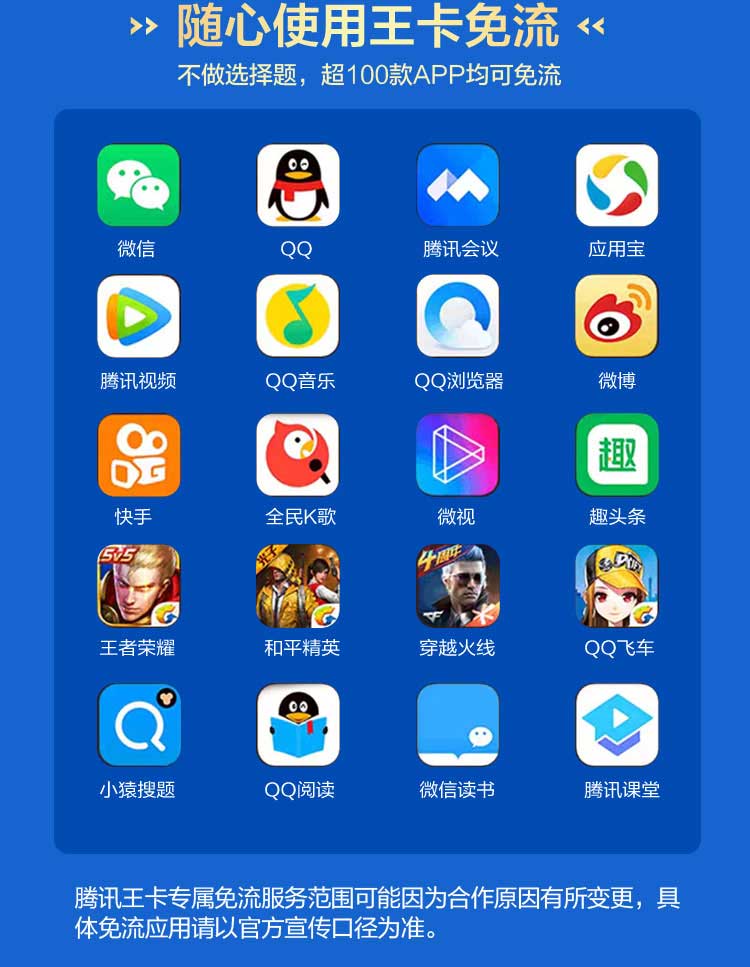 随心使用王卡免流
不做选择题，超100款APP均可免流
微信 QQ 腾讯会议 应用宝
腾讯视频 QQ音乐 QQ浏览器 微博
趣
快手 全民K歌 微视 趣头条
5v5 4周年
王者荣耀 和平精英 穿越火线 QQ飞车
小猿搜题 QQ阅读 微信读书 腾讯课堂
腾讯王卡专属免流服务范围可能因为合作原因有所变更，具
体免流应用请以官方宣传口径为准。